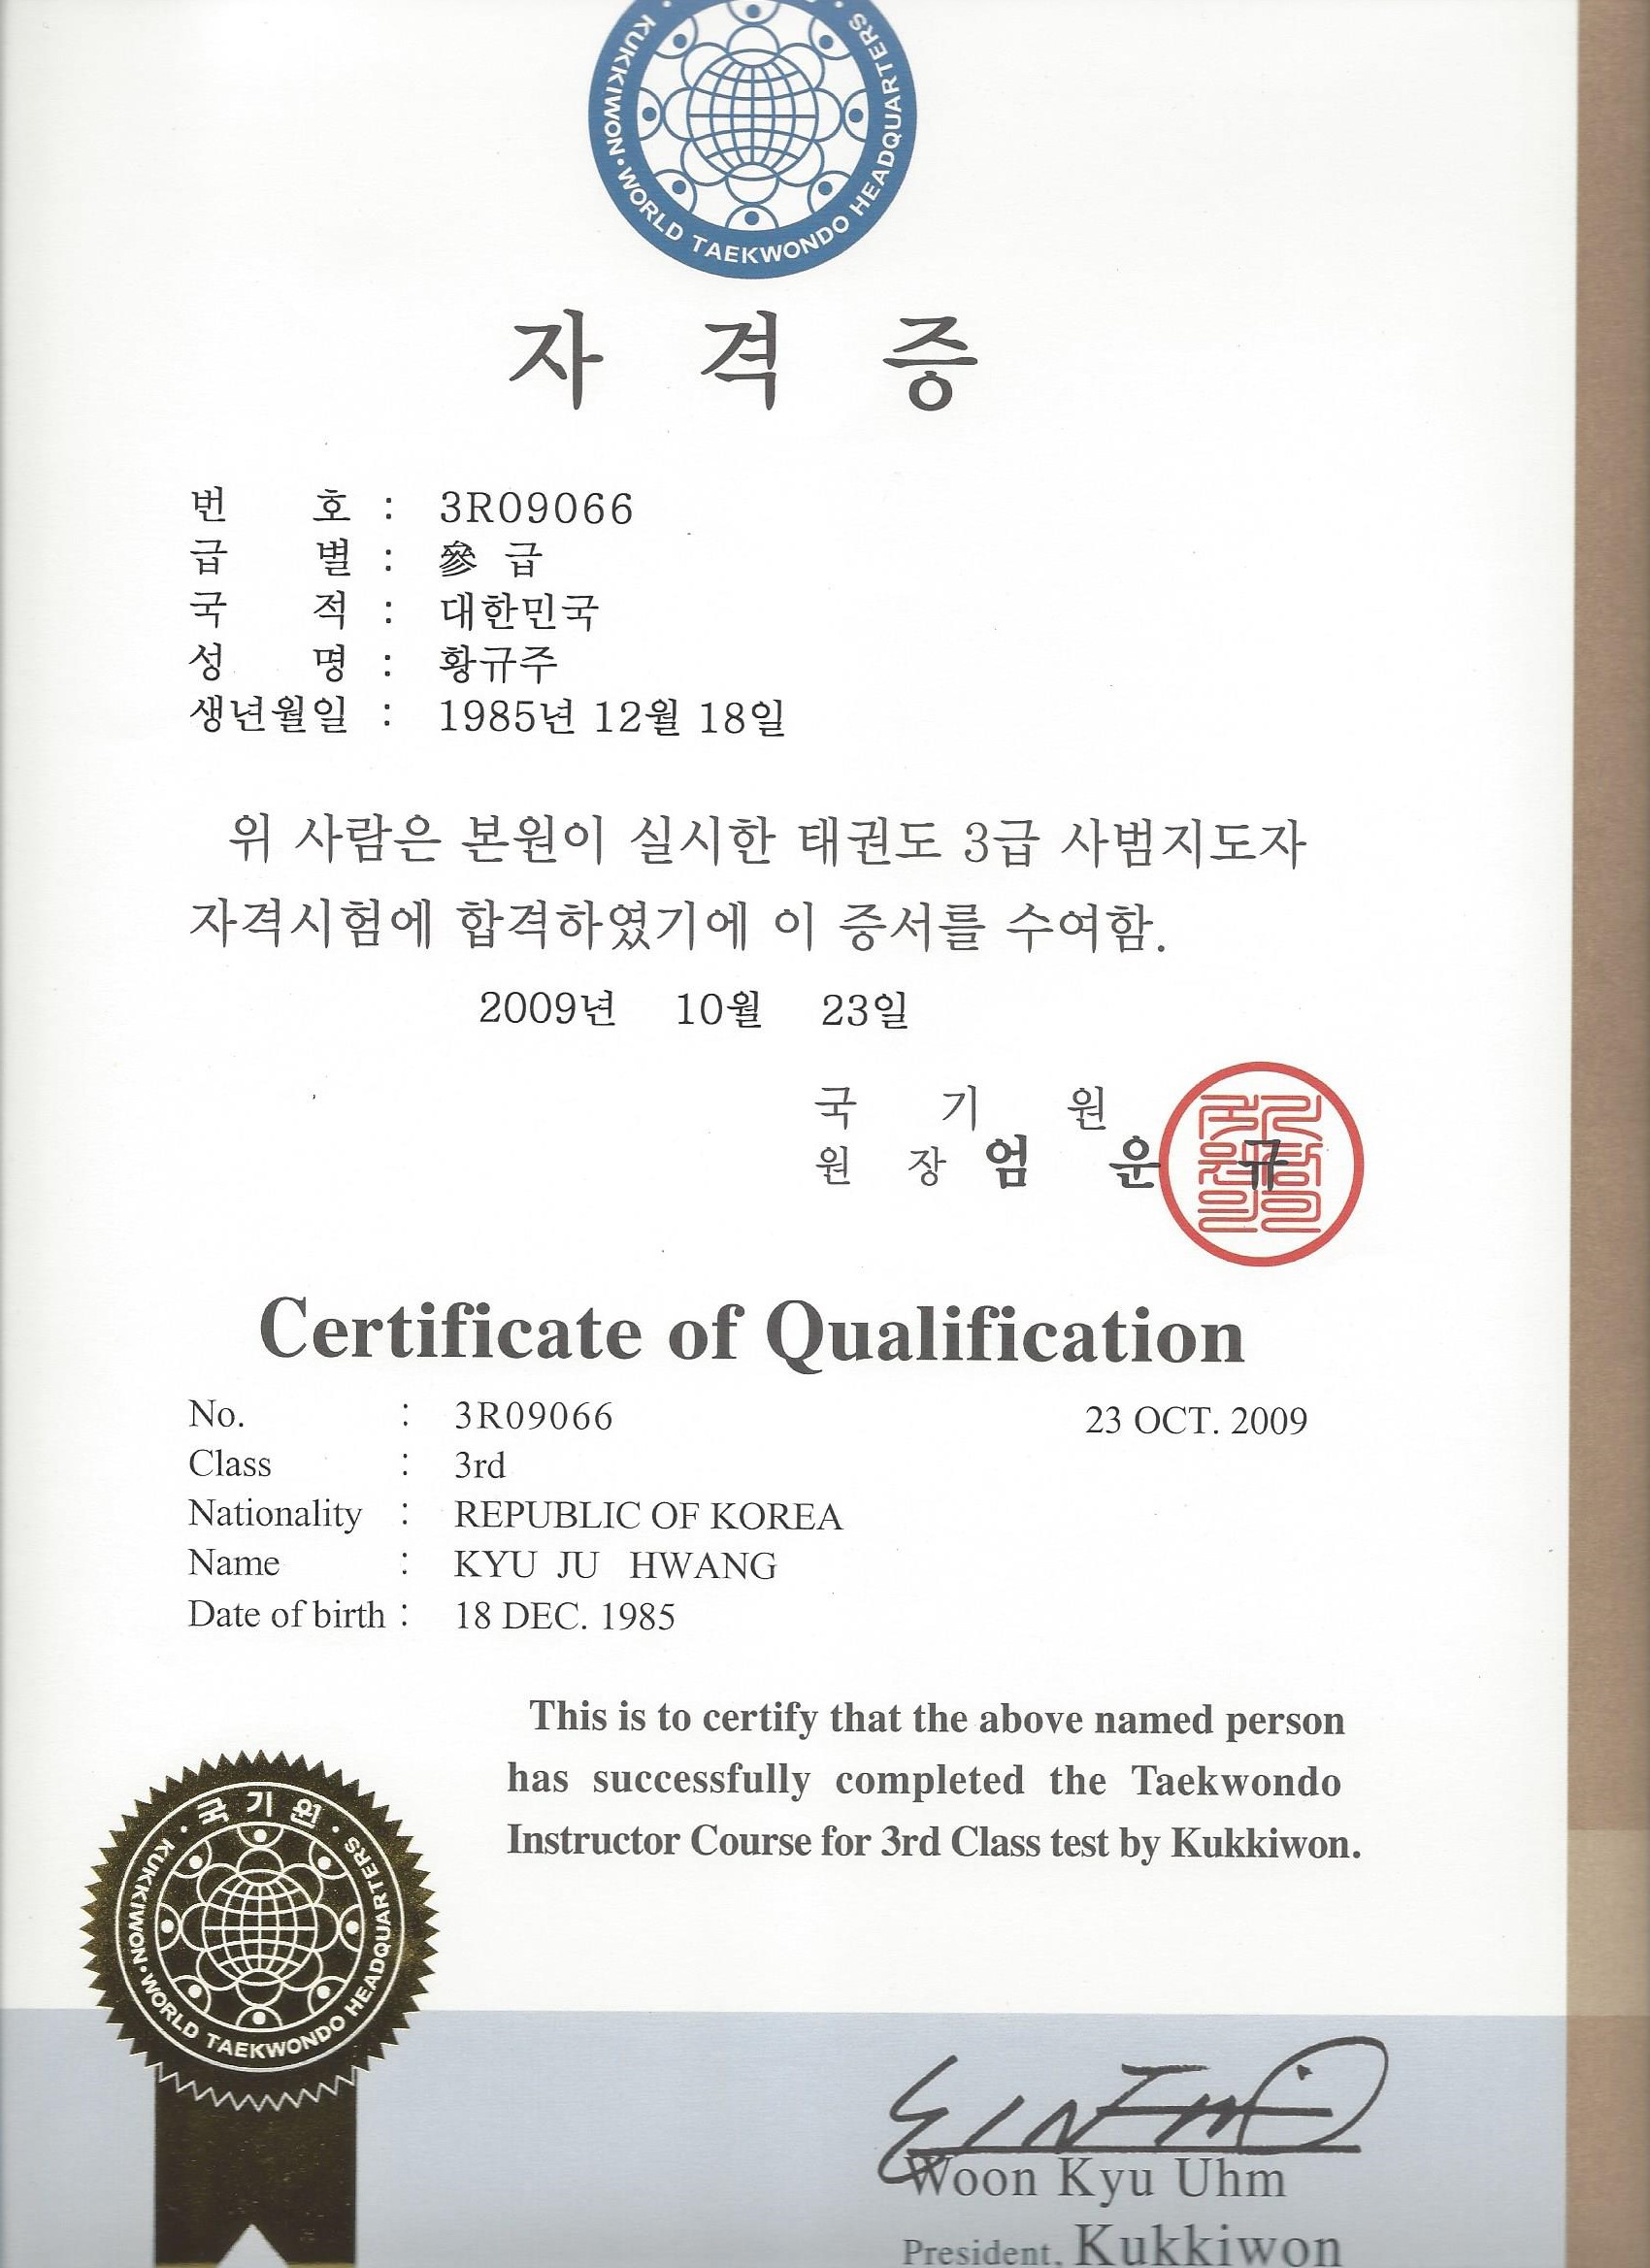 KUKKIWON · WORLD TAEKWONDO HEADQUARTERS
자 격 증
번 호 : 3R09066
급 별 : 參 급
국 적 : 대한민국
성 명 : 황규주
생년월일 : 1985년 12월 18일
위 사람은 본원이 실시한 태권도 3급 사범지도자
자격시험에 합격하였기에 이 증서를 수여함.
2009년 10월 23일
국 기 원
원 장 엄 운 규
Certificate of Qualification
No. : 3R09066 23 OCT. 2009
Class : 3rd
Nationality : REPUBLIC OF KOREA
Name : KYU JU HWANG
Date of birth : 18 DEC. 1985
This is to certify that the above named person
has successfully completed the Taekwondo
Instructor Course for 3rd Class test by Kukkiwon.
· 국 기 원 ·
KUKKIWON · WORLD TAEKWONDO HEADQUARTERS
Woon Kyu Uhm
President, Kukkiwon